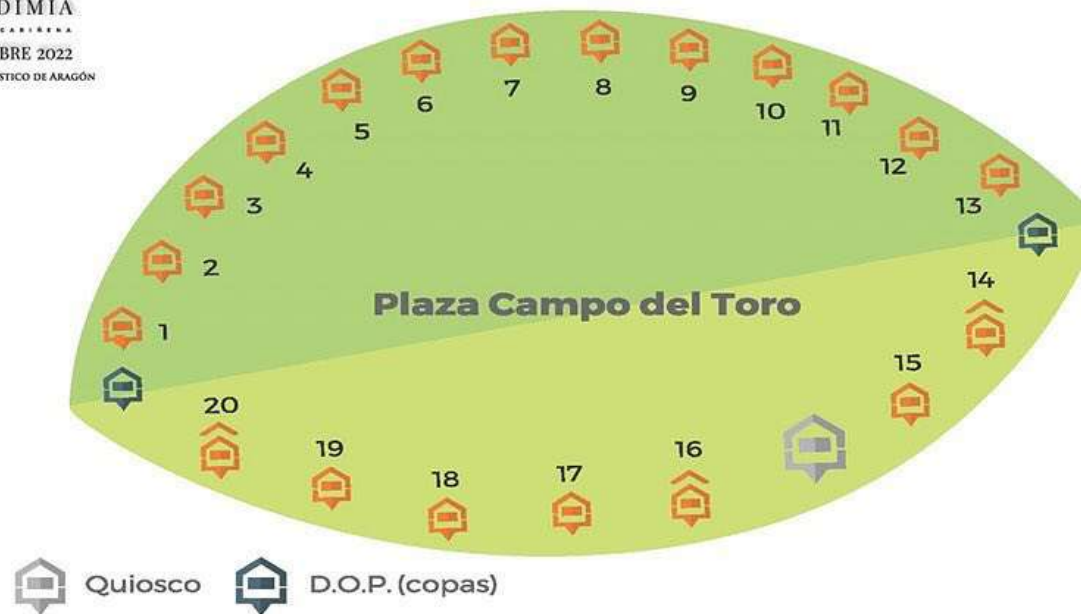 DIMIA
CARIÑENA
BRE 2022
STICO DE ARAGÓN
1
2
3
4
5
6
7
8
9
10
11
12
13
Plaza Campo del Toro
14
15
16
17
18
19
20
Quiosco
D.O.P. (copas)